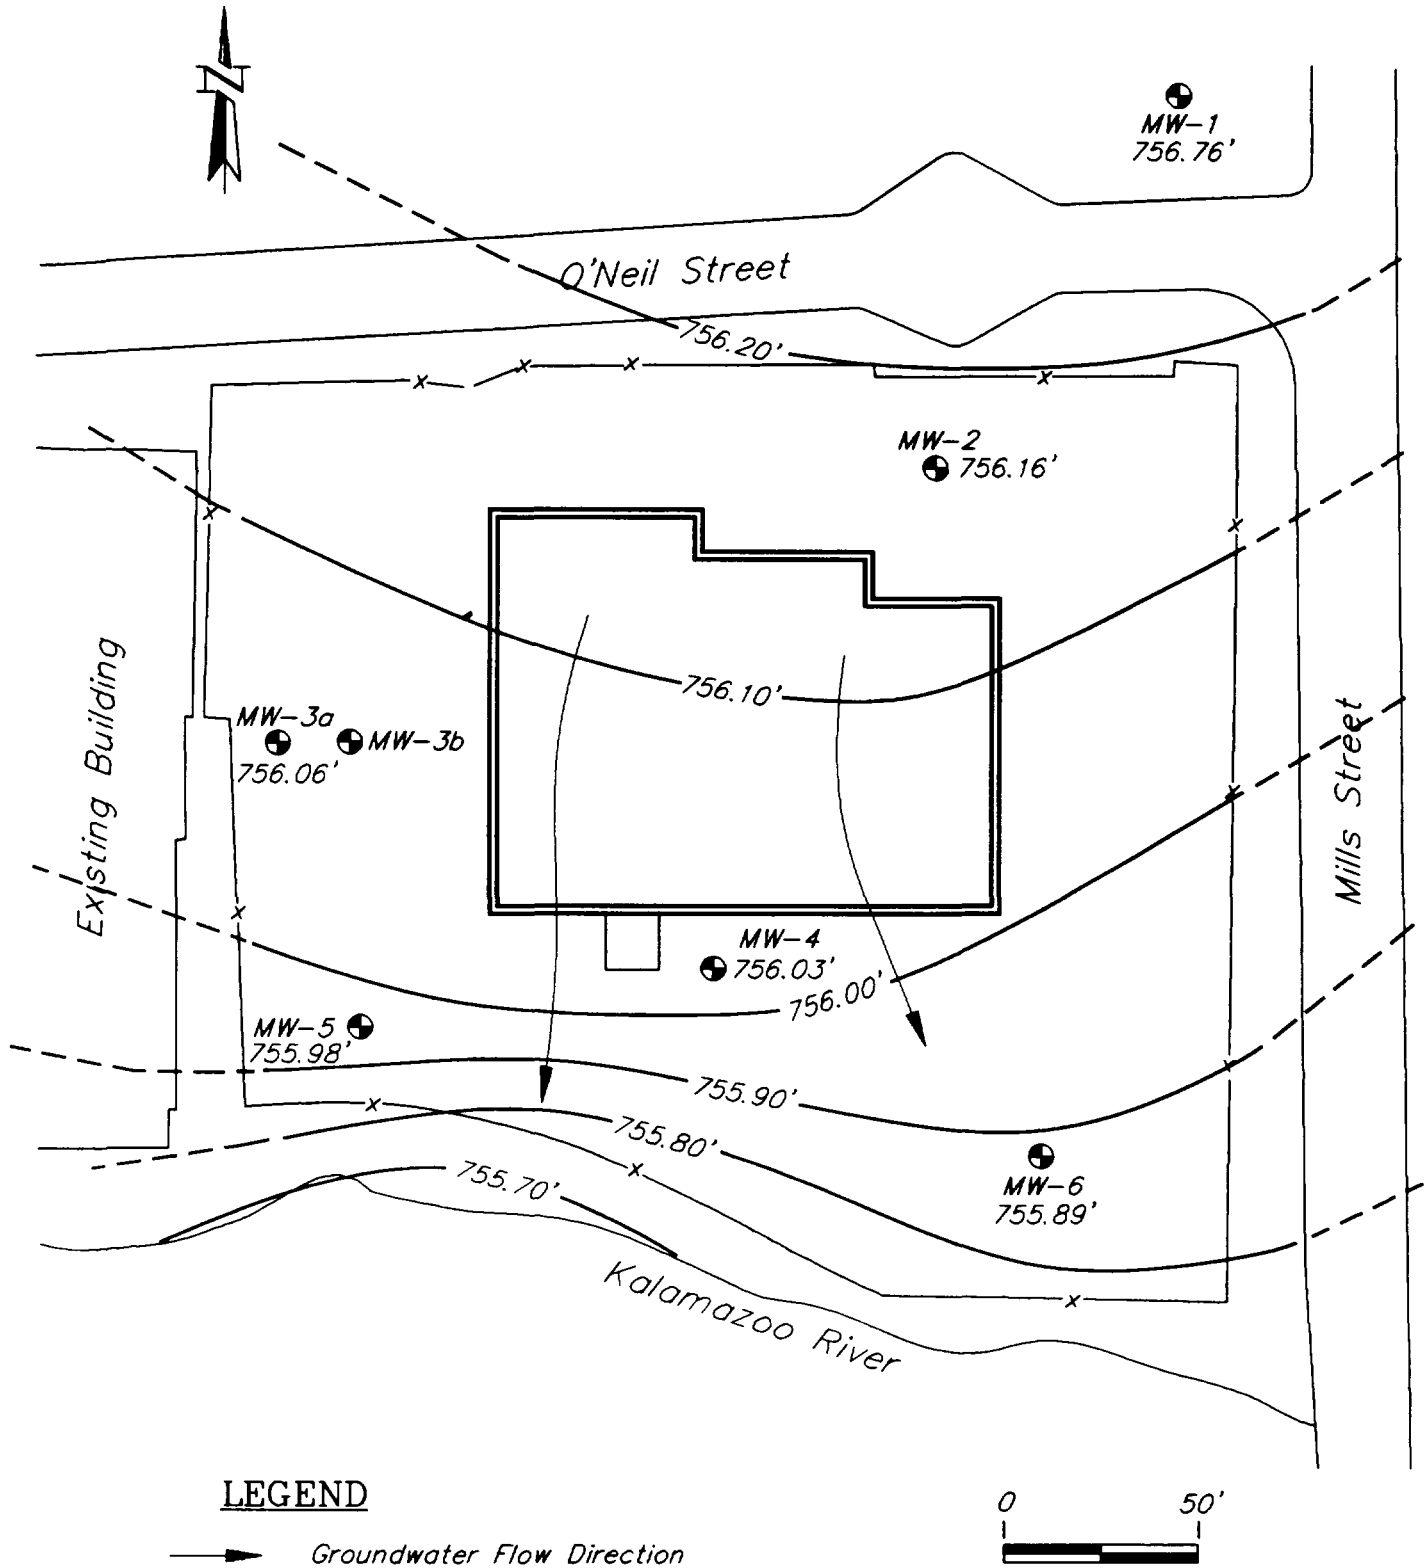 N
MW-1
756.76'
O'Neil Street
756.20'
MW-2
756.16'
756.10'
MW-3a
MW-3b
756.06'
Existing Building
Mills Street
MW-4
756.03'
756.00'
MW-5
755.98'
755.90'
755.80'
755.70'
MW-6
755.89'
Kalamazoo River
LEGEND
Groundwater Flow Direction
0 50'